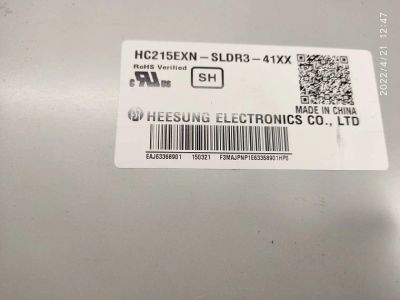 HC215EXN-SLDR3-41XX
RoHS Verified
SH
MADE IN CHINA
HEESUNG ELECTRONICS CO., LTD
EAJ63368901 150321 F3MAJPNP1E63368901HP0
2022/4/21 12:47